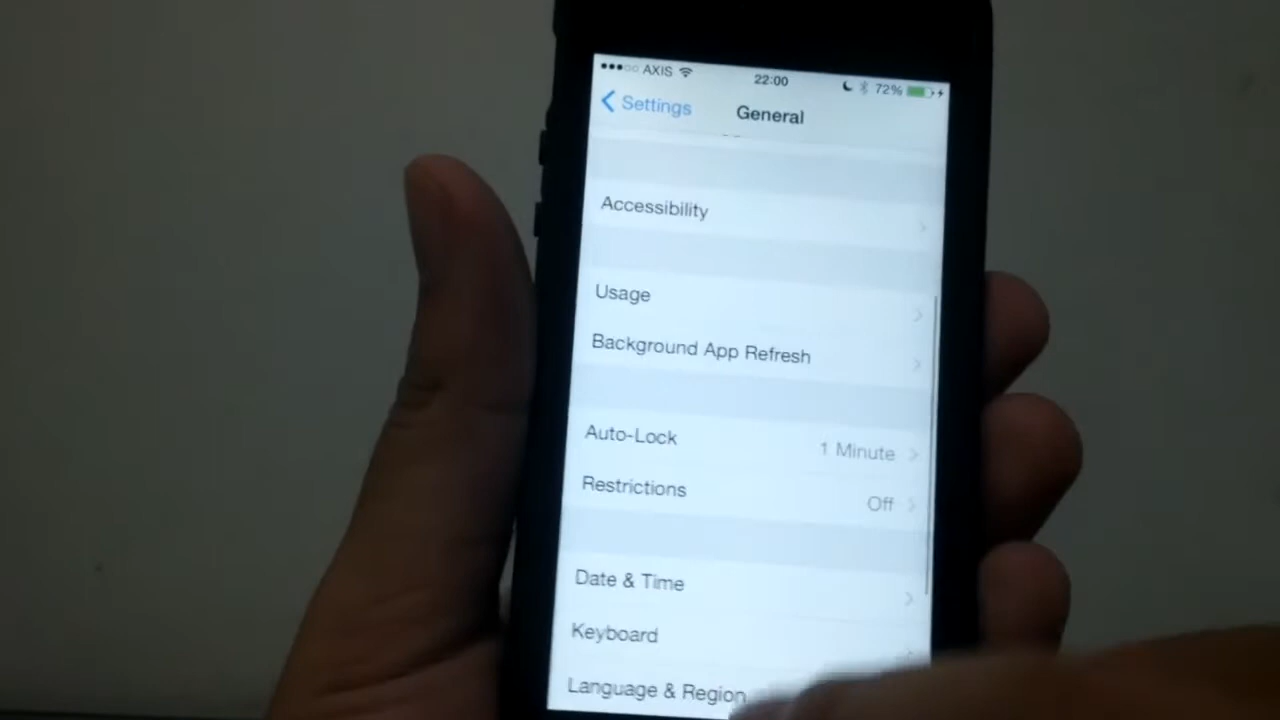 AXIS 22:00 72%
Settings General
Accessibility
Usage
Background App Refresh
Auto-Lock 1 Minute
Restrictions Off
Date & Time
Keyboard
Language & Region